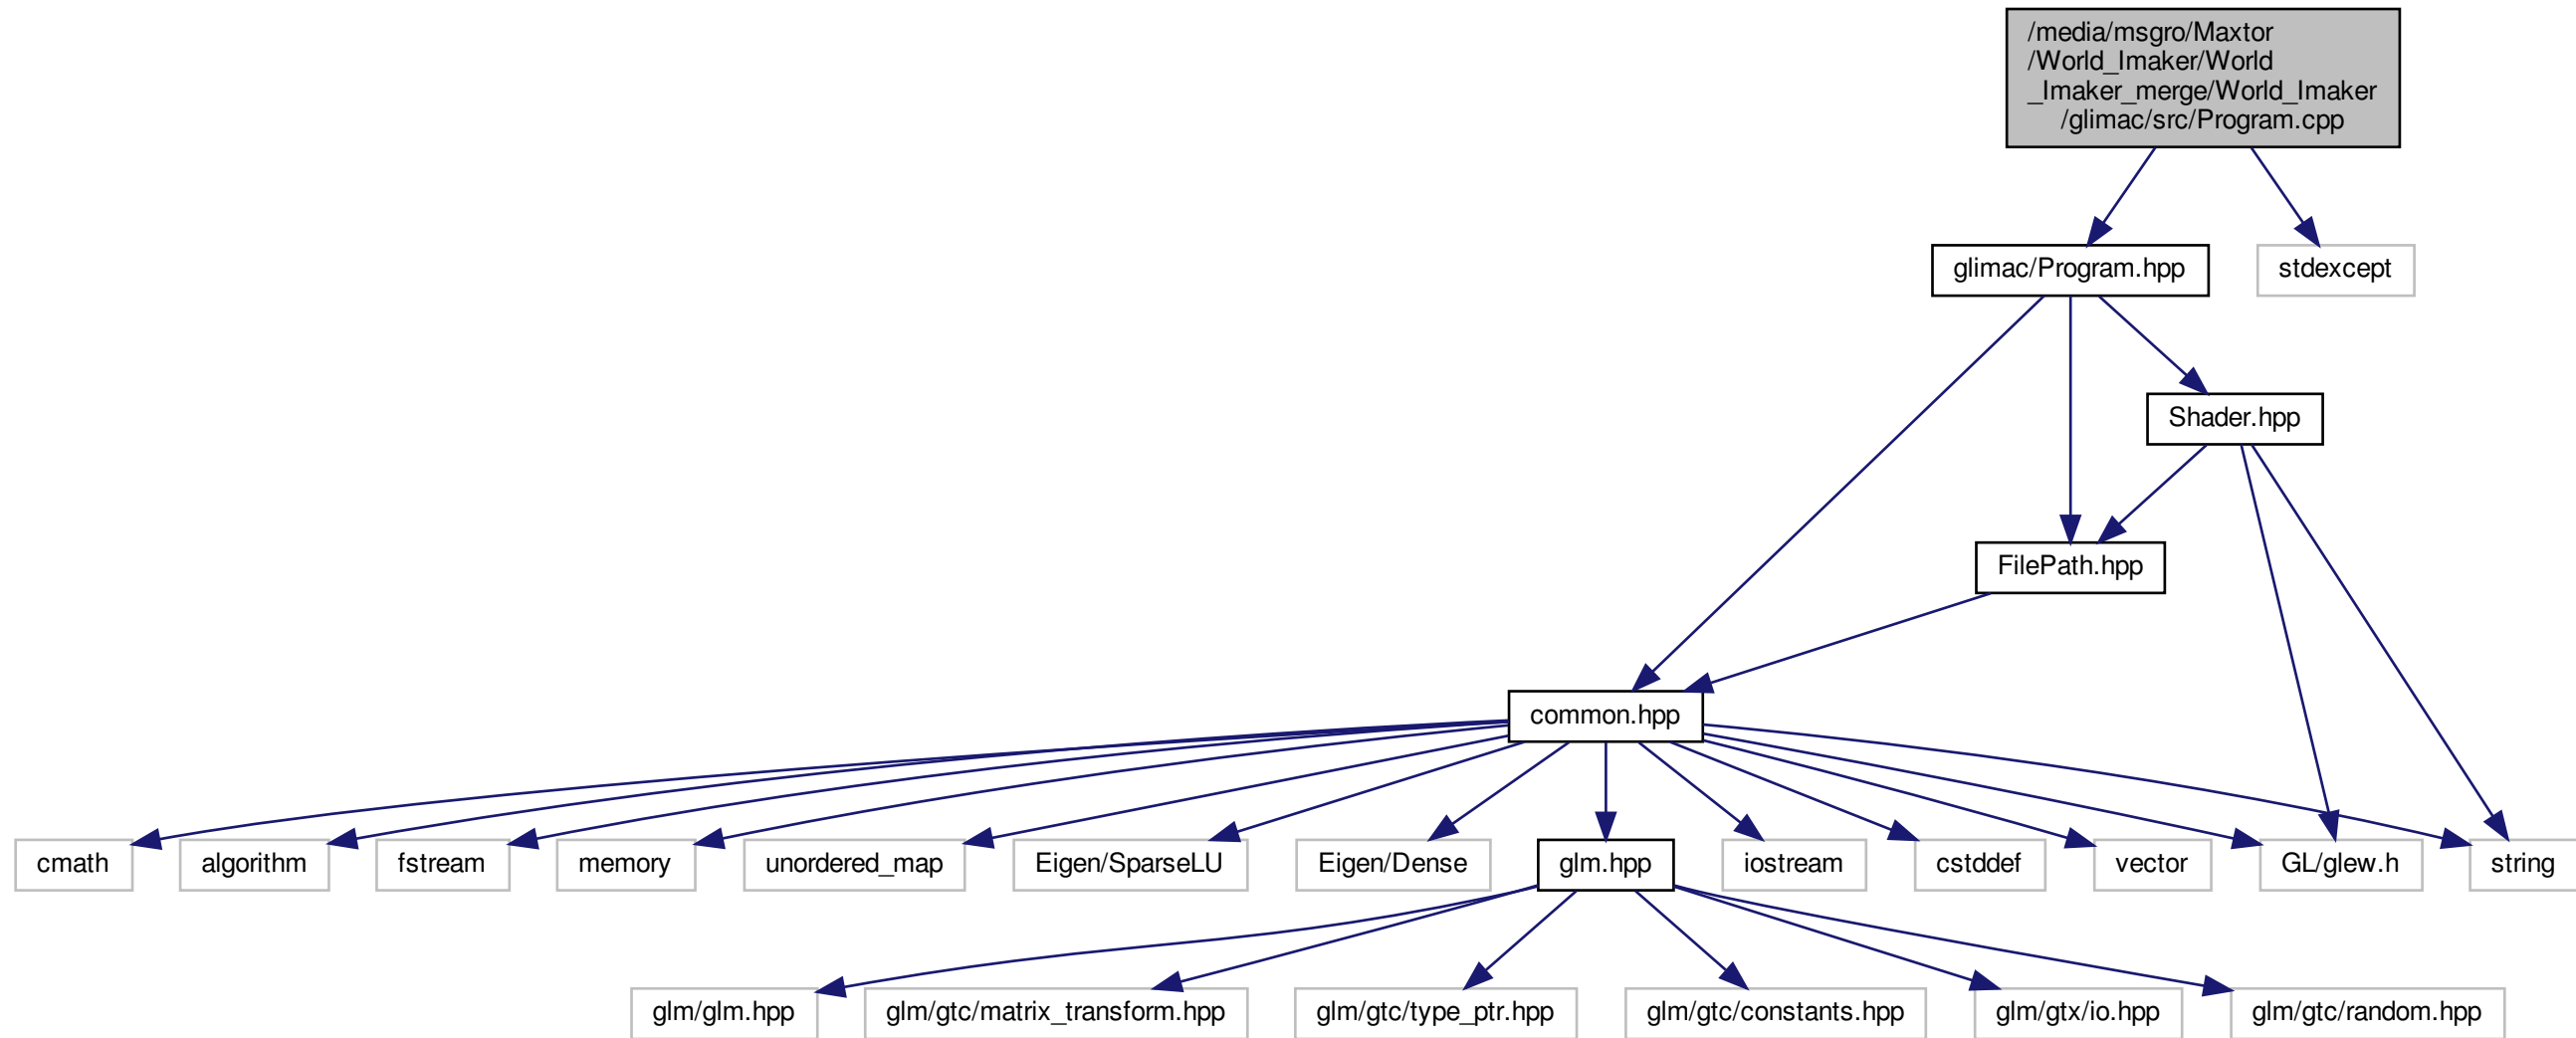 /media/msgro/Maxtor
/World_Imaker/World
_Imaker_merge/World_Imaker
/glimac/src/Program.cpp
glimac/Program.hpp
stdexcept
Shader.hpp
FilePath.hpp
common.hpp
cmath
algorithm
fstream
memory
unordered_map
Eigen/SparseLU
Eigen/Dense
glm.hpp
iostream
cstddef
vector
GL/glew.h
string
glm/glm.hpp
glm/gtc/matrix_transform.hpp
glm/gtc/type_ptr.hpp
glm/gtc/constants.hpp
glm/gtx/io.hpp
glm/gtc/random.hpp